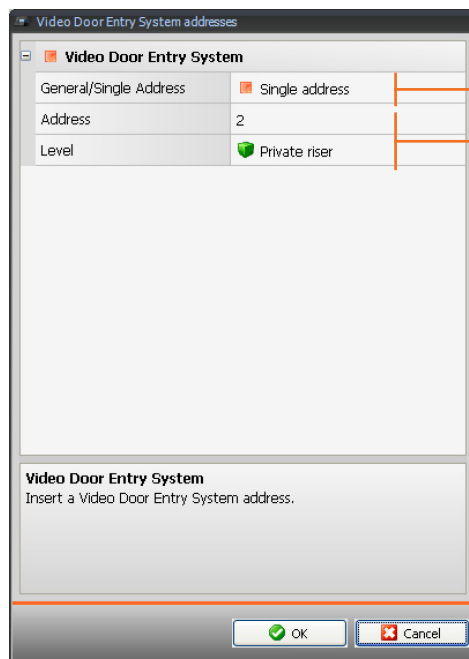 Video Door Entry System addresses
Video Door Entry System
General/Single Address Single address
Address 2
Level Private riser
Video Door Entry System
Insert a Video Door Entry System address.
OK Cancel